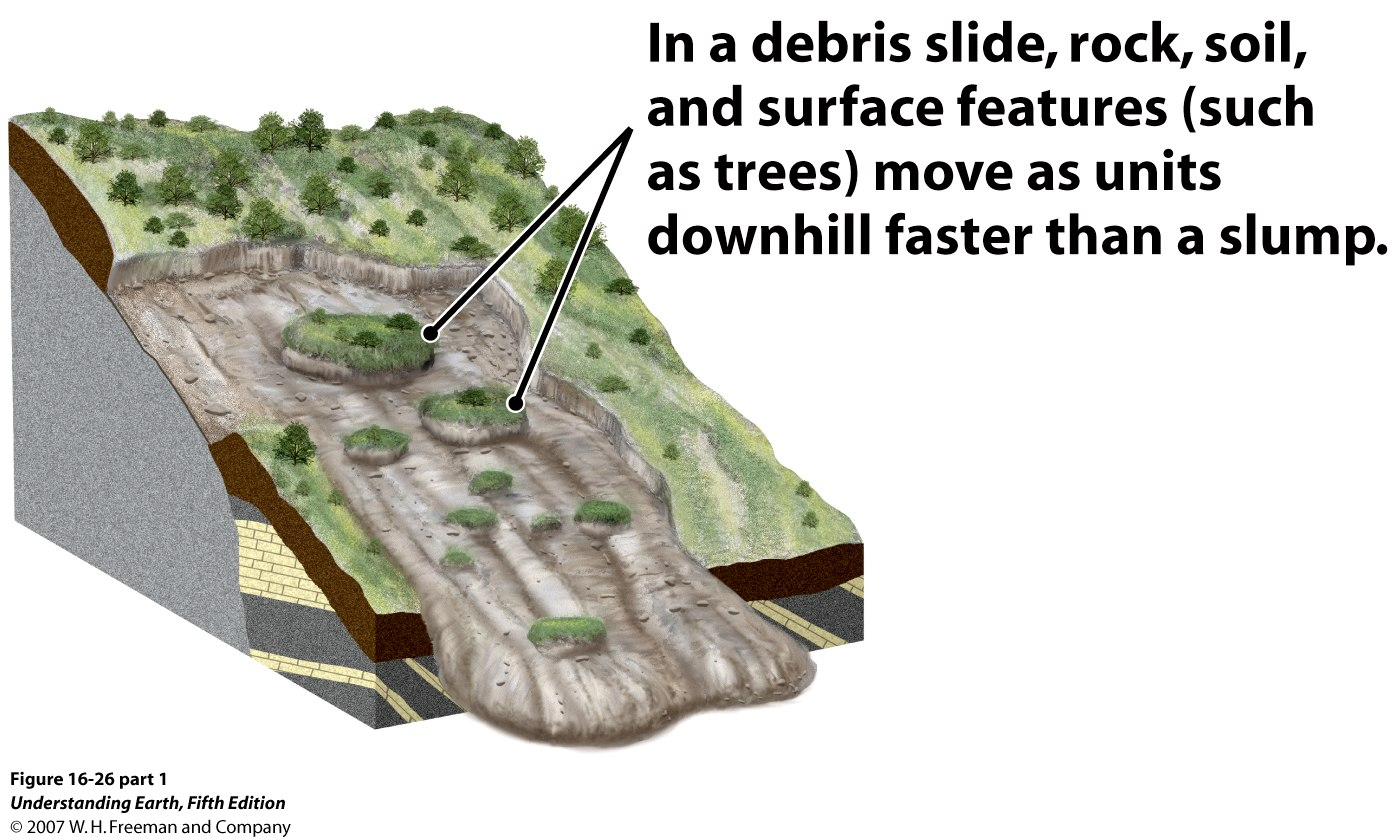 In a debris slide, rock, soil,
and surface features (such
as trees) move as units
downhill faster than a slump.
Figure 16-26 part 1
Understanding Earth, Fifth Edition
© 2007 W. H. Freeman and Company